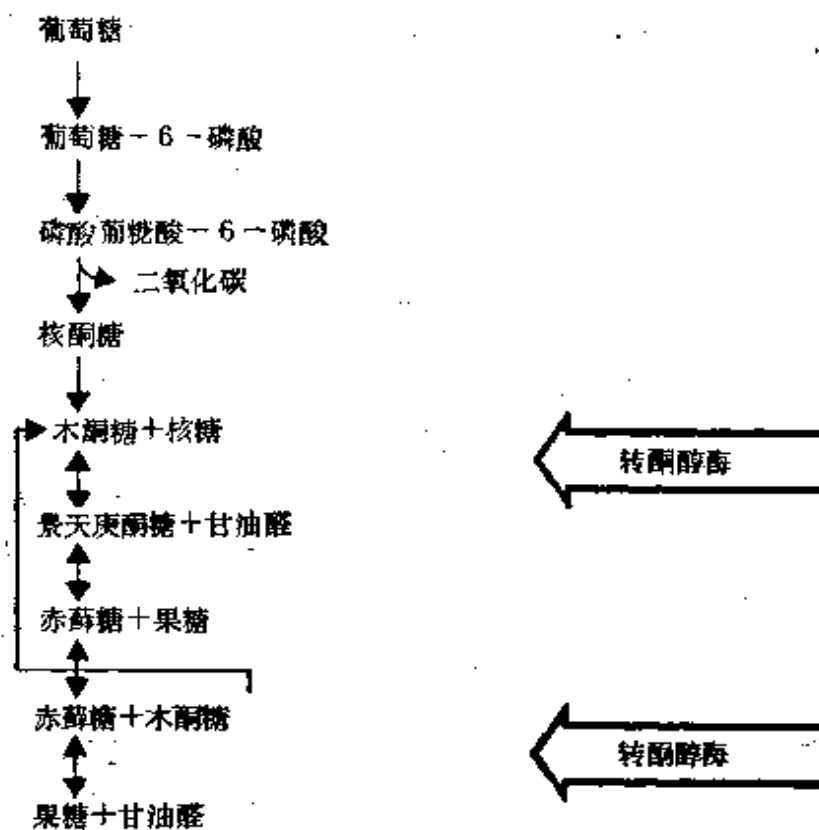 葡萄糖
葡萄糖－6－磷酸
磷酸葡糖酸－6－磷酸
二氧化碳
核酮糖
木酮糖＋核糖
转酮醇酶
景天庚酮糖＋甘油醛
赤藓糖＋果糖
赤藓糖＋木酮糖
转酮醇酶
果糖＋甘油醛